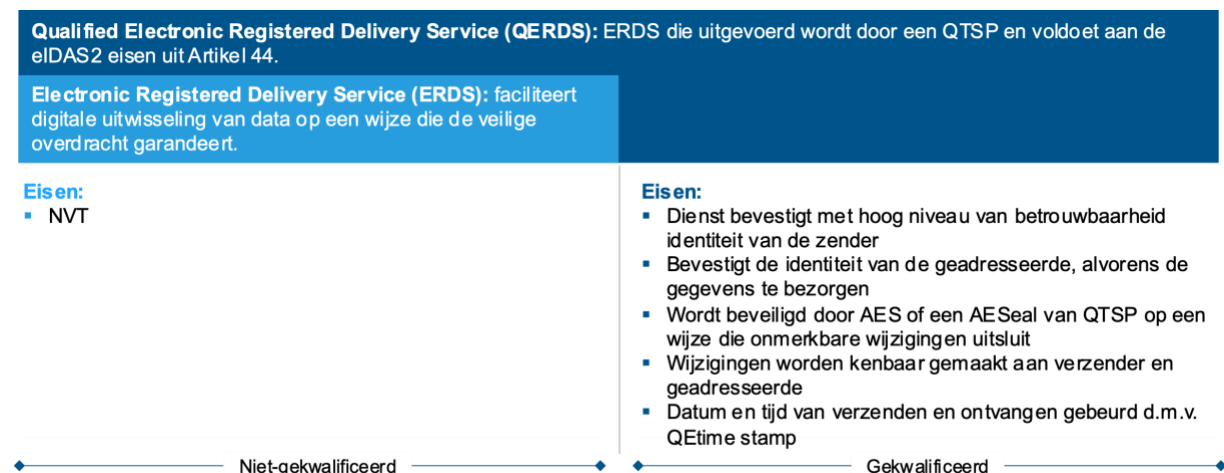 Qualified Electronic Registered Delivery Service (QERDS): ERDS die uitgevoerd wordt door een QTSP en voldoet aan de
eIDAS2 eisen uit Artikel 44.
Electronic Registered Delivery Service (ERDS): faciliteert
digitale uitwisseling van data op een wijze die de veilige
overdracht garandeert.
Eisen:
▪ NVT
Eisen:
▪ Dienst bevestigt met hoog niveau van betrouwbaarheid
identiteit van de zender
▪ Bevestigt de identiteit van de geadresseerde, alvorens de
gegevens te bezorgen
▪ Wordt beveiligd door AES of een AESeal van QTSP op een
wijze die onmerkbare wijzigingen uitsluit
▪ Wijzigingen worden kenbaar gemaakt aan verzender en
geadresseerde
▪ Datum en tijd van verzenden en ontvangen gebeurd d.m.v.
QEtime stamp
Niet-gekwalificeerd
Gekwalificeerd